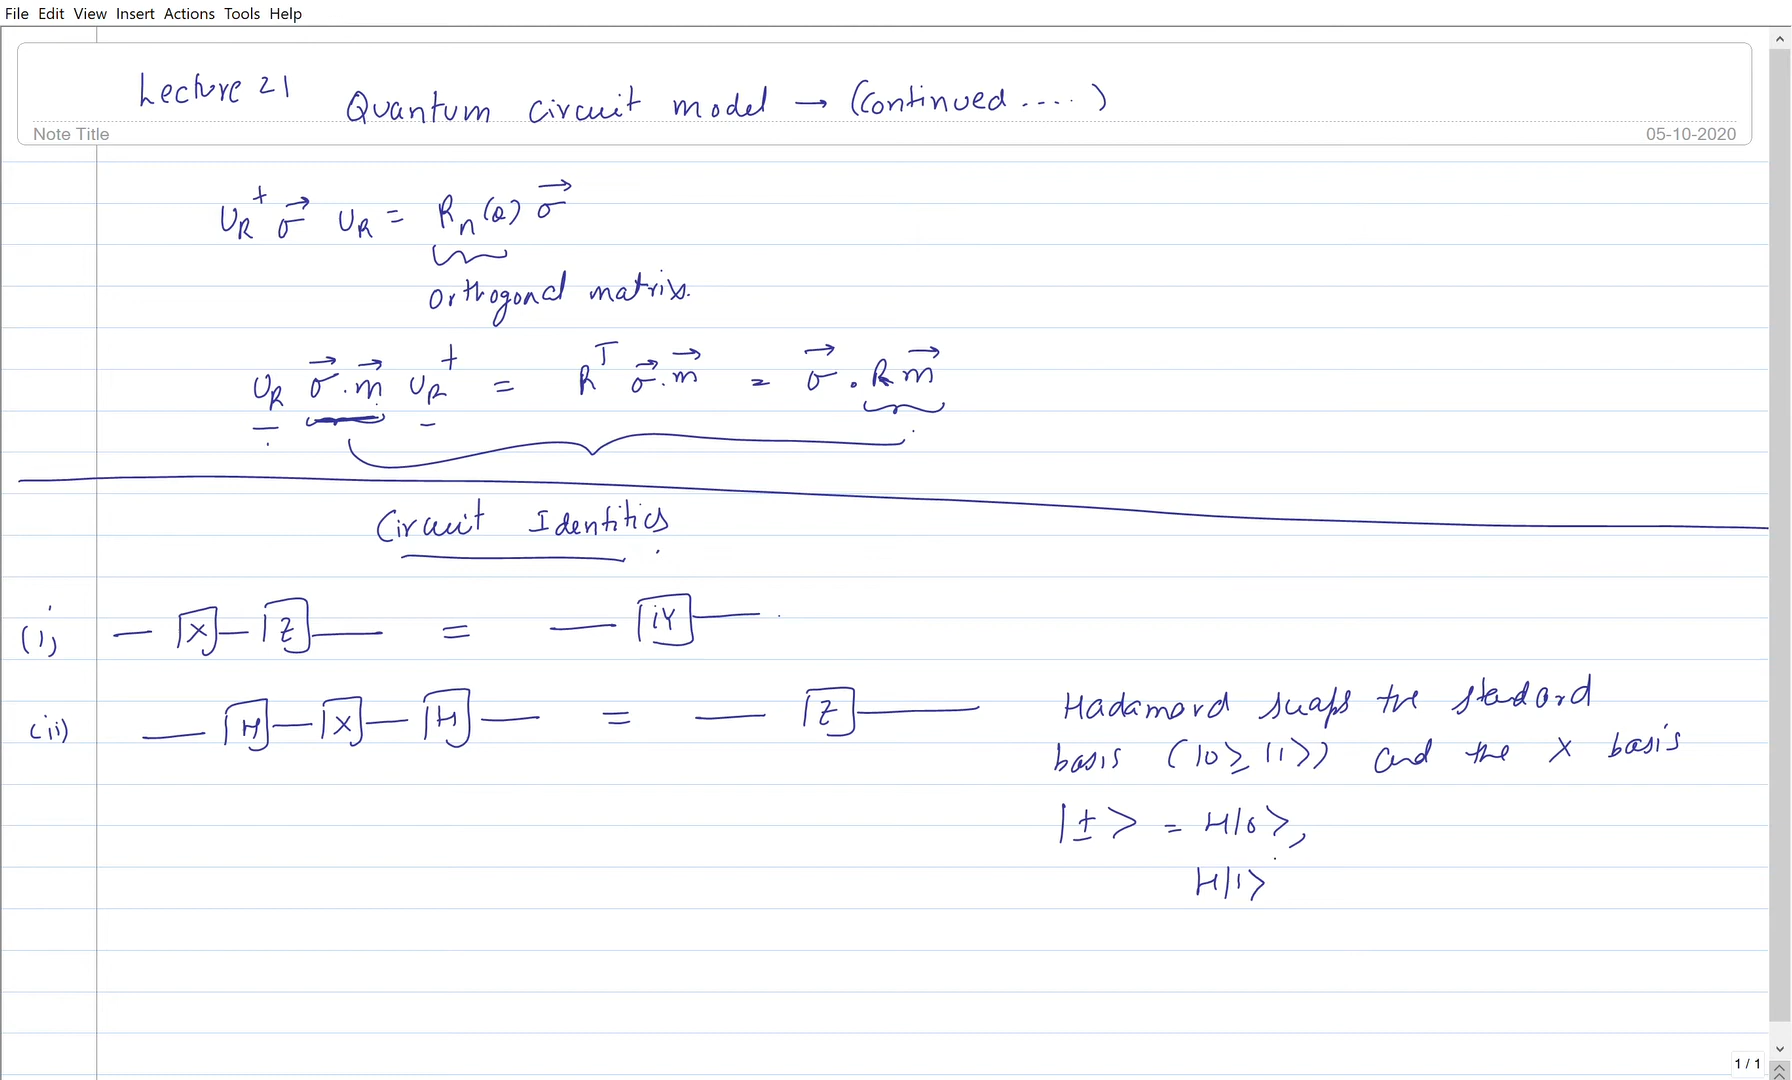 File Edit View Insert Actions Tools Help
Lecture 21 Quantum circuit model → (Continued ....)
Note Title 05-10-2020
U_R^† σ⃗ U_R = R_n(θ) σ⃗
orthogonal matrix.
U_R σ⃗.m⃗ U_R^† = R^T σ⃗.m⃗ = σ⃗.R m⃗
Circuit Identities
(i) X Z = iY
(ii) H X H = Z
Hadamard swaps the standard
basis (|0>, |1>) and the X basis
|±> = H|0>,
H|1>
1 / 1